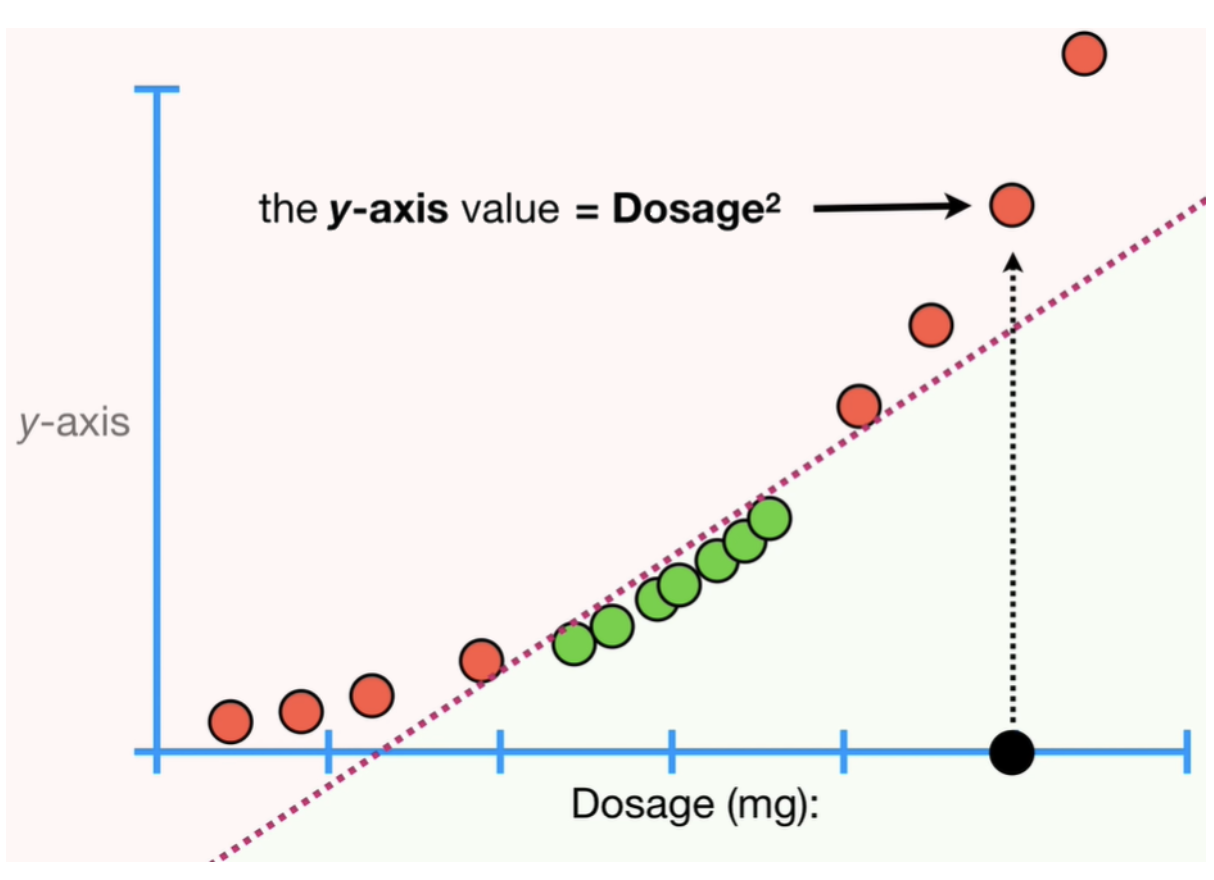 the y-axis value = Dosage²
y-axis
Dosage (mg):